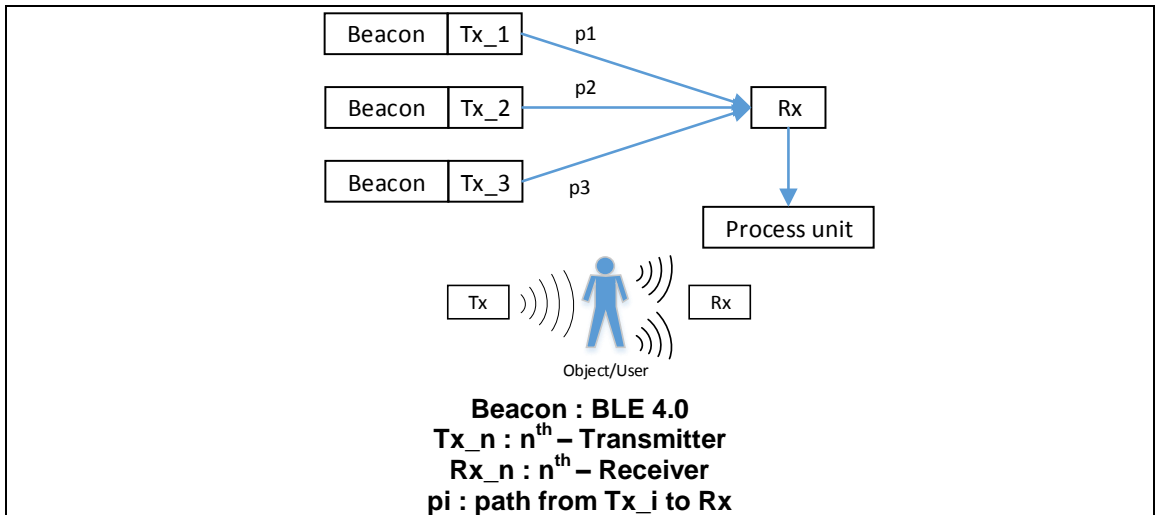 Beacon Tx_1
p1
Beacon Tx_2
p2
Rx
Beacon Tx_3
p3
Process unit
Tx
Rx
Object/User
Beacon : BLE 4.0
Tx_n : nth – Transmitter
Rx_n : nth – Receiver
pi : path from Tx_i to Rx